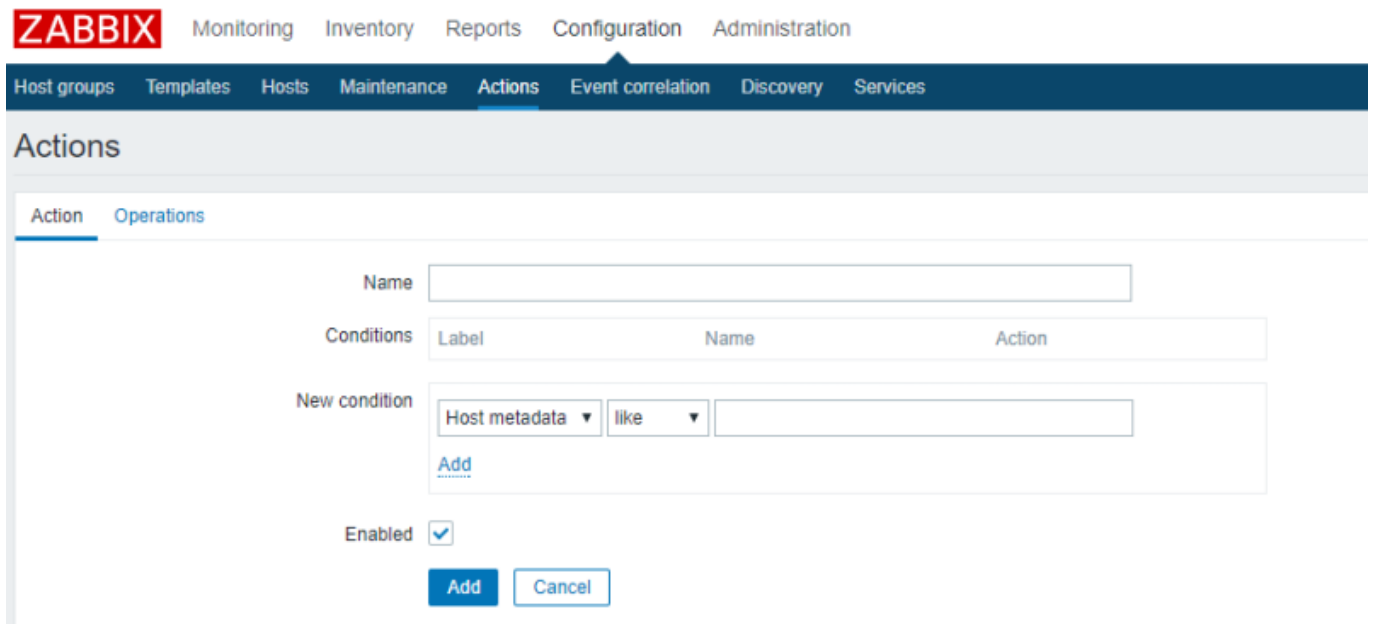 ZABBIX Monitoring Inventory Reports Configuration Administration
Host groups Templates Hosts Maintenance Actions Event correlation Discovery Services
Actions
Action Operations
Name
Conditions Label Name Action
New condition Host metadata like
Add
Enabled
Add Cancel